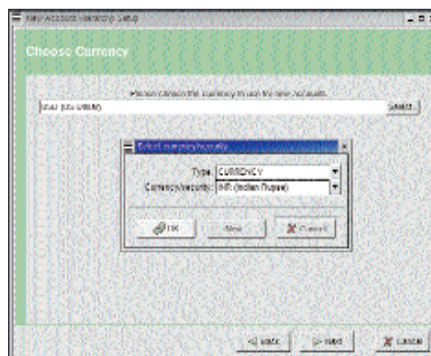 New Account Hierarchy Setup
Choose Currency
Please choose the currency to use for new accounts.
USD (US Dollar)
Select...
Select currency/security
Type: CURRENCY
Currency/security: INR (Indian Rupee)
OK
New
Cancel
Back
Next
Cancel